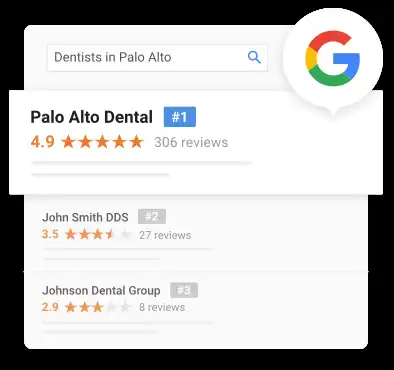 Dentists in Palo Alto
Palo Alto Dental #1
4.9 306 reviews
John Smith DDS #2
3.5 27 reviews
Johnson Dental Group #3
2.9 8 reviews